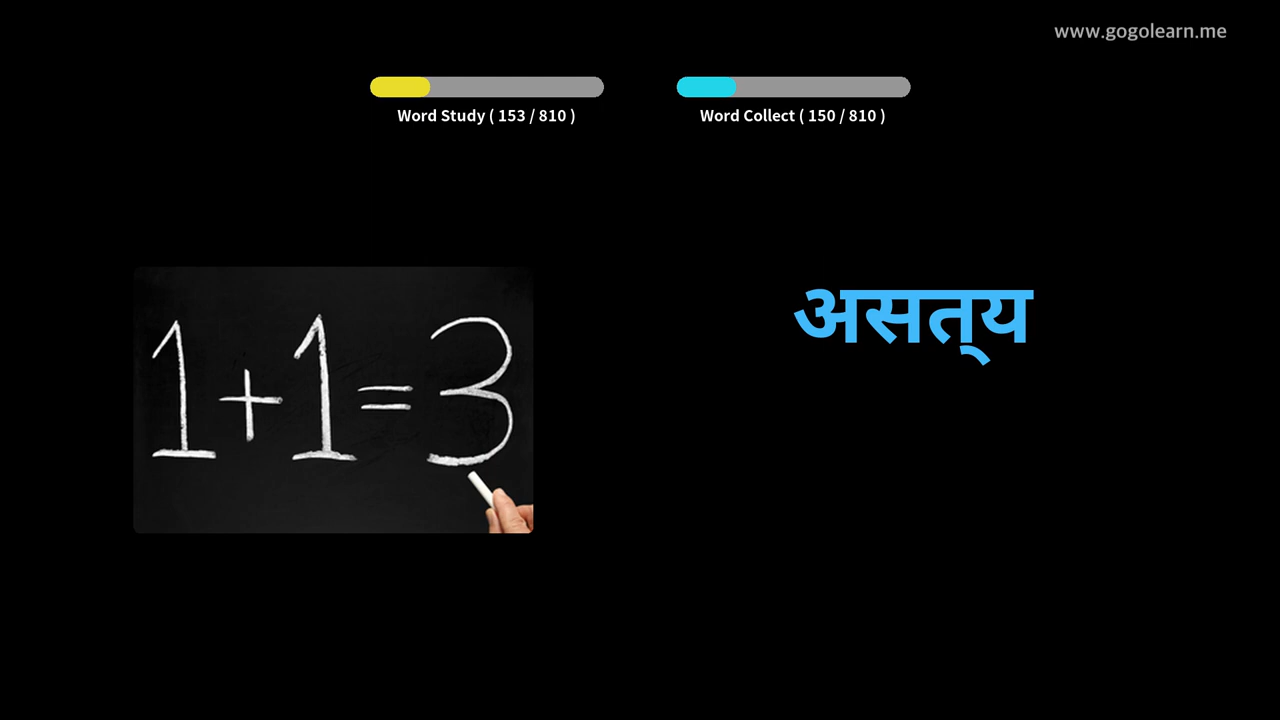 www.gogolearn.me
Word Study ( 153 / 810 )
Word Collect ( 150 / 810 )
1+1=3
असत्‌य